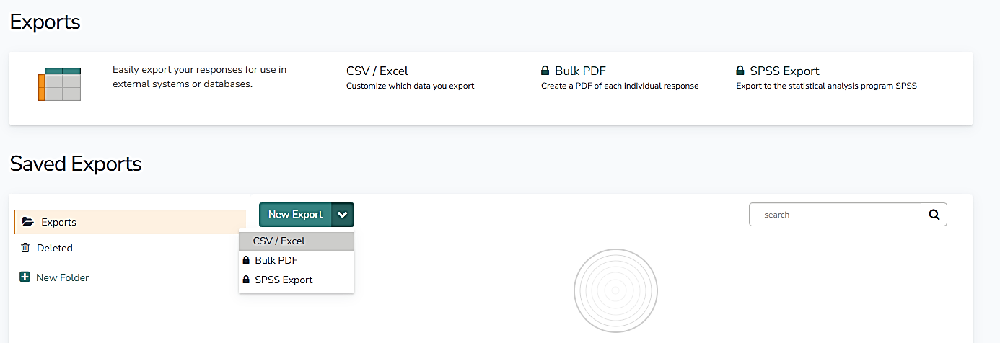 Exports
Easily export your responses for use in
external systems or databases.
CSV / Excel
Customize which data you export
Bulk PDF
Create a PDF of each individual response
SPSS Export
Export to the statistical analysis program SPSS
Saved Exports
Exports
Deleted
New Folder
New Export
CSV / Excel
Bulk PDF
SPSS Export
search